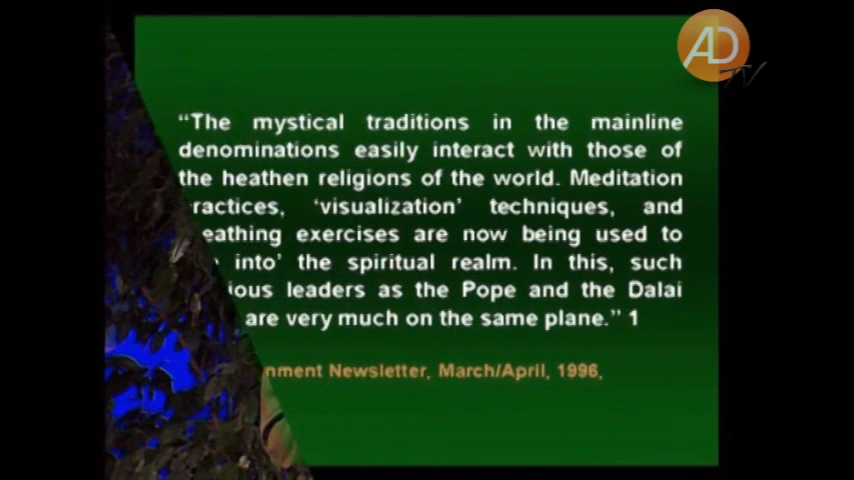 AD
TV
“The mystical traditions in the mainline
denominations easily interact with those of
the heathen religions of the world. Meditation
ractices, ‘visualization’ techniques, and
eathing exercises are now being used to
into’ the spiritual realm. In this, such
ious leaders as the Pope and the Dalai
are very much on the same plane.” 1
nment Newsletter, March/April, 1996,